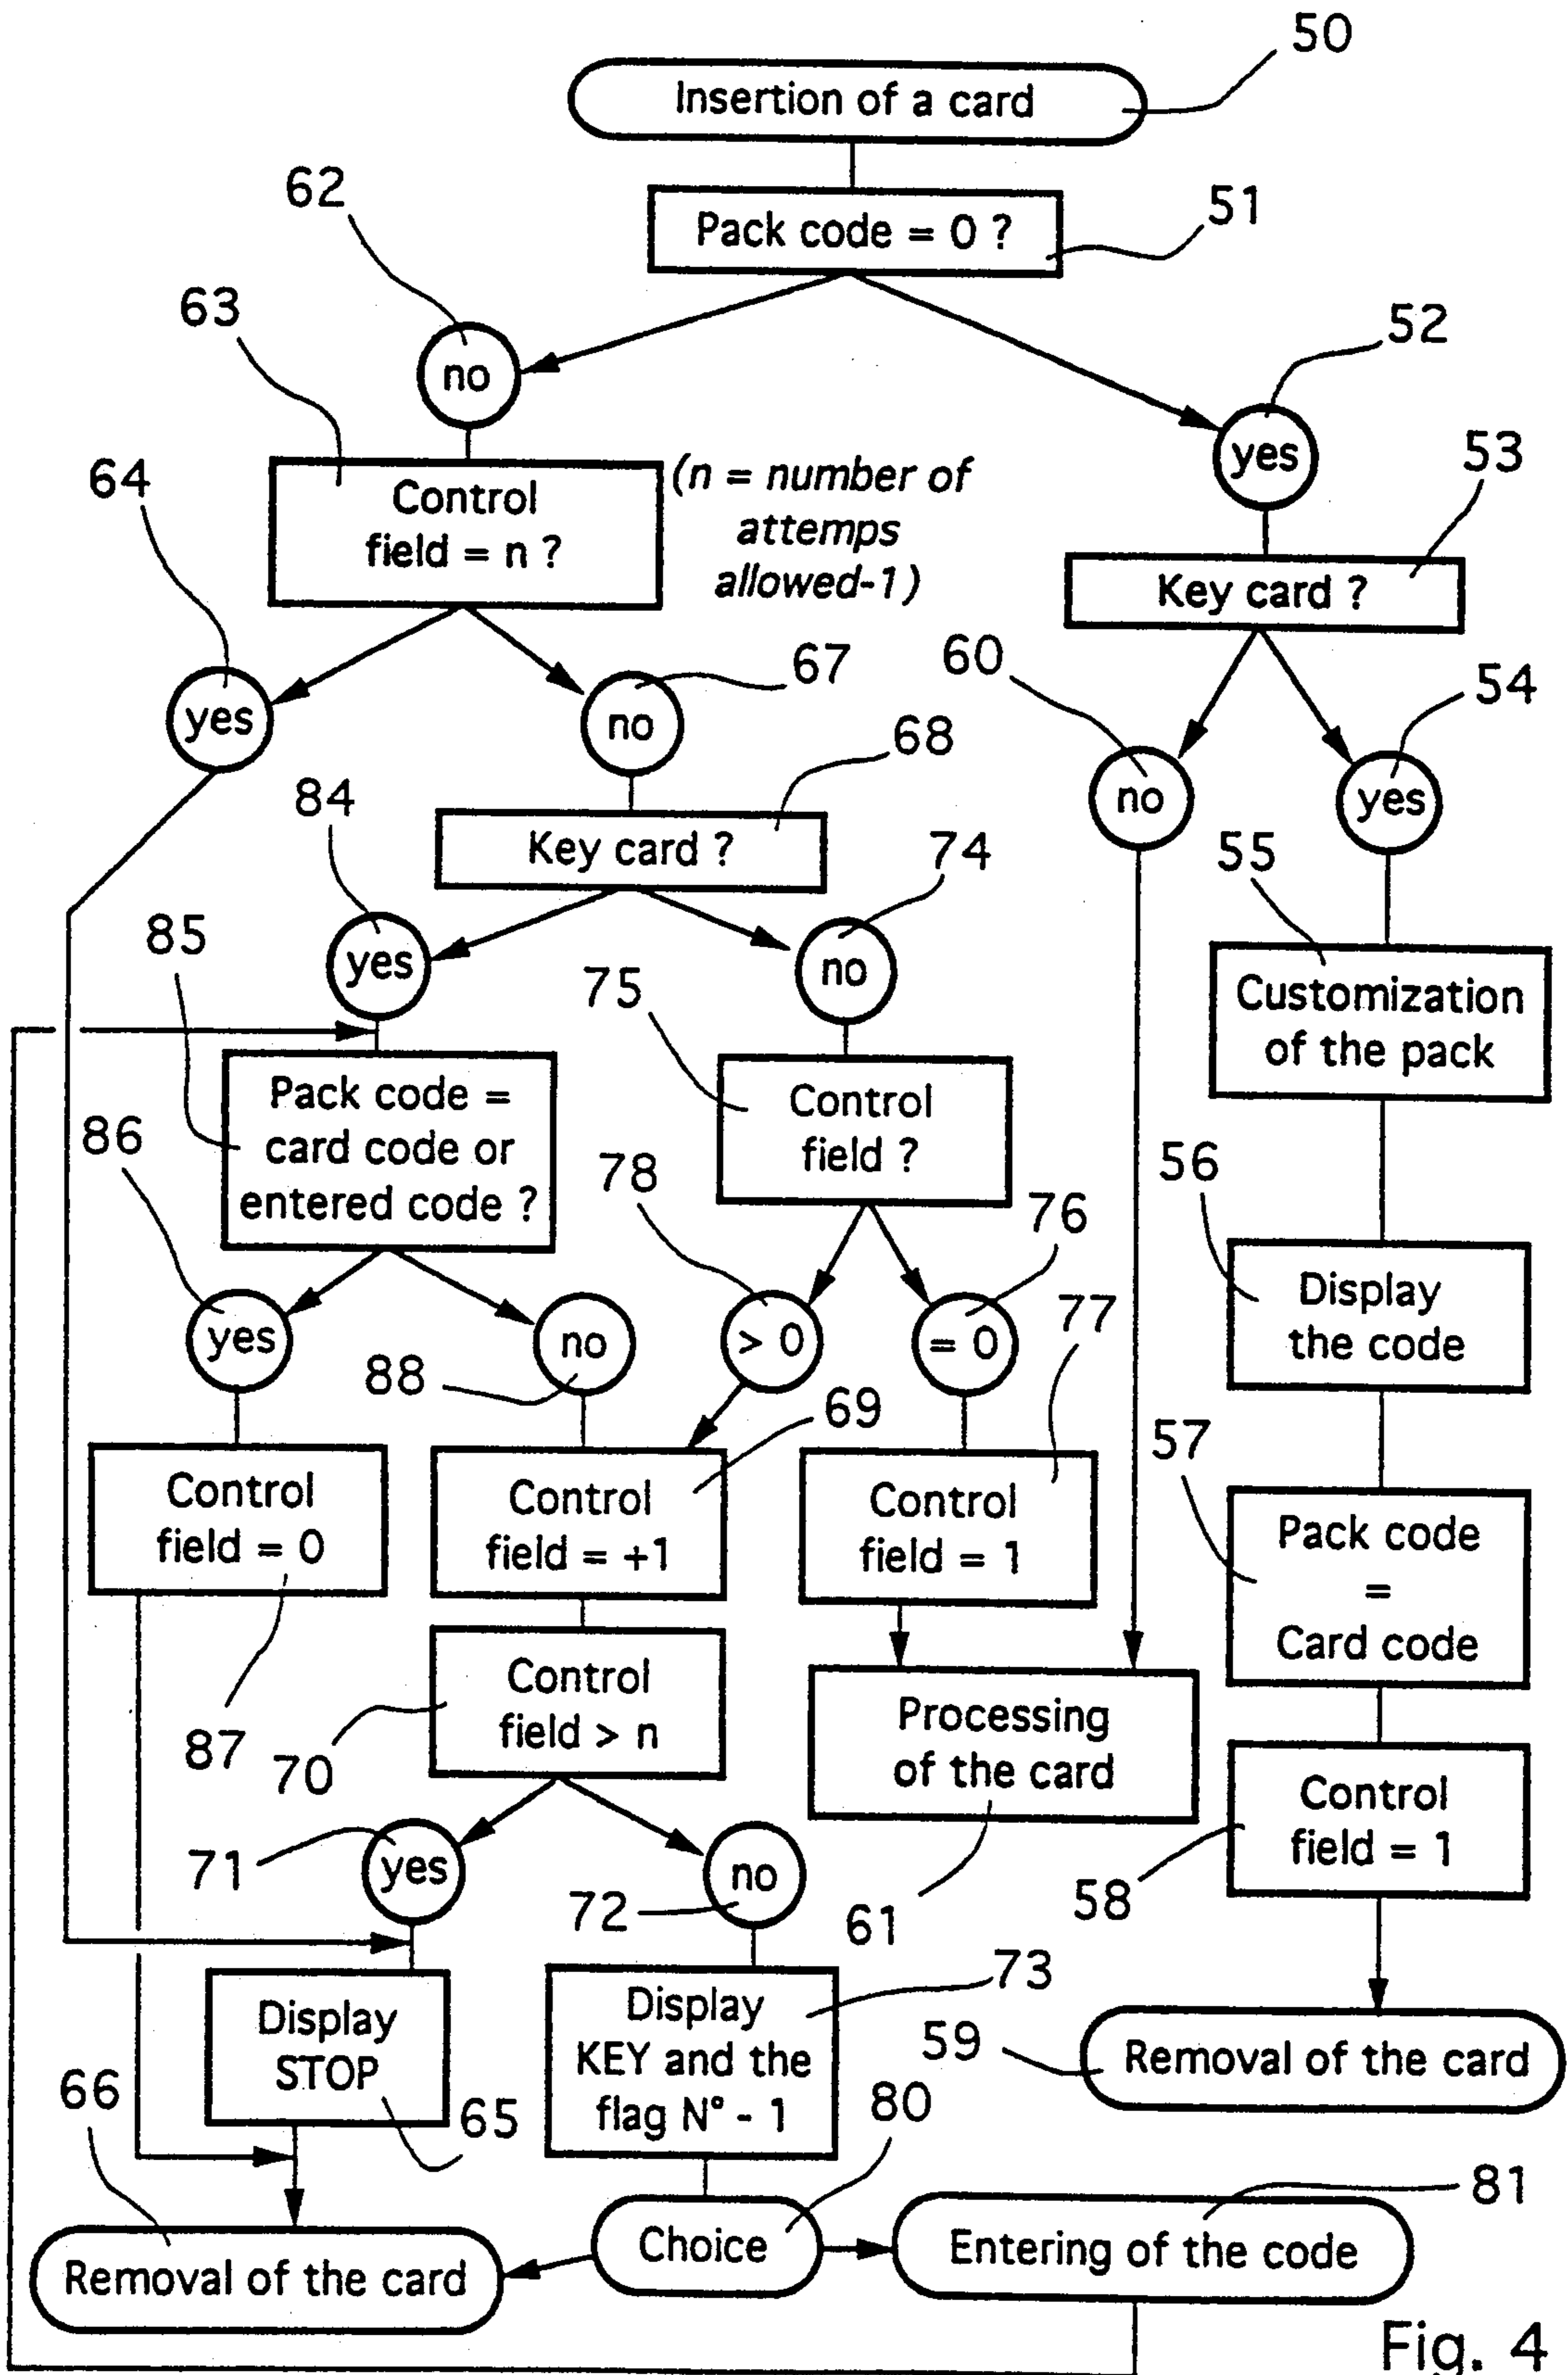 50
Insertion of a card
62
Pack code = 0 ?
51
63
52
no
yes
53
64
Control
field = n ?
(n = number of
attemps
allowed-1)
Key card ?
60
67
54
yes
no
68
no
yes
84
Key card ?
74
55
85
yes
no
75
Customization
of the pack
Pack code =
card code or
entered code ?
Control
field ?
86
78
56
76
Display
the code
yes
no
> 0
= 0
77
88
69
57
Control
field = 0
Control
field = +1
Control
field = 1
Pack code
=
Card code
87
70
Control
field > n
Processing
of the card
Control
field = 1
71
yes
no
72
61
58
73
Display
STOP
Display
KEY and the
flag N° - 1
59
Removal of the card
66
65
80
81
Choice
Entering of the code
Removal of the card
Fig. 4